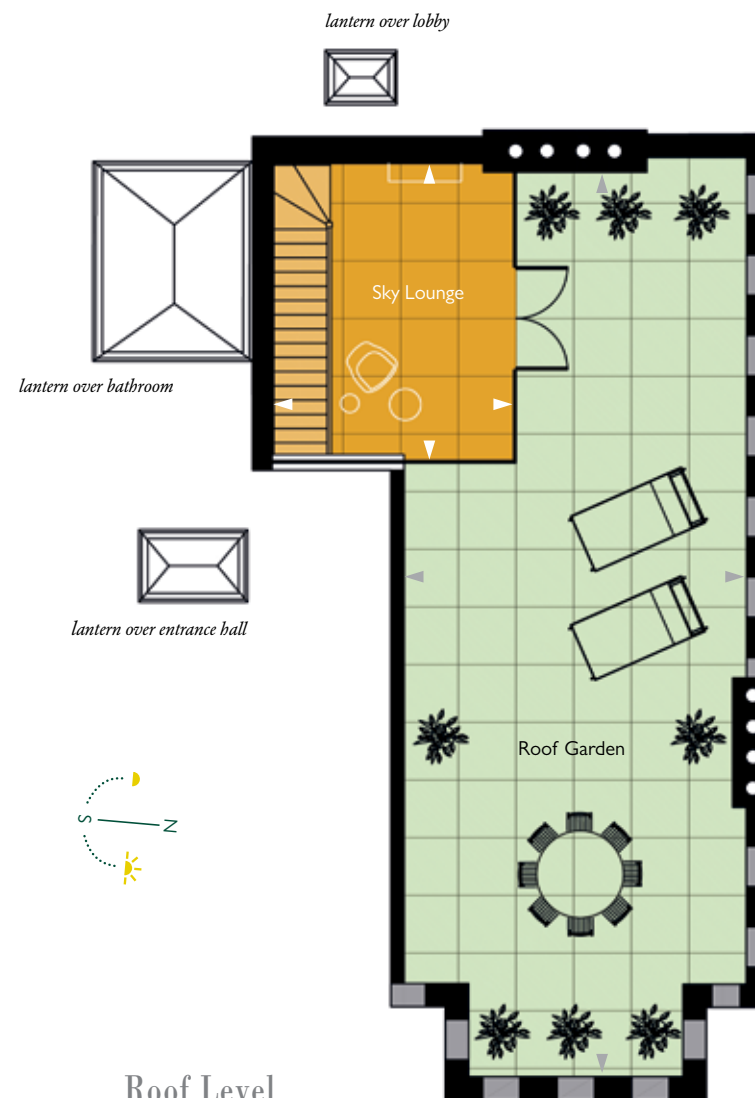 lantern over lobby
Sky Lounge
lantern over bathroom
lantern over entrance hall
Roof Garden
S
N
Roof Level